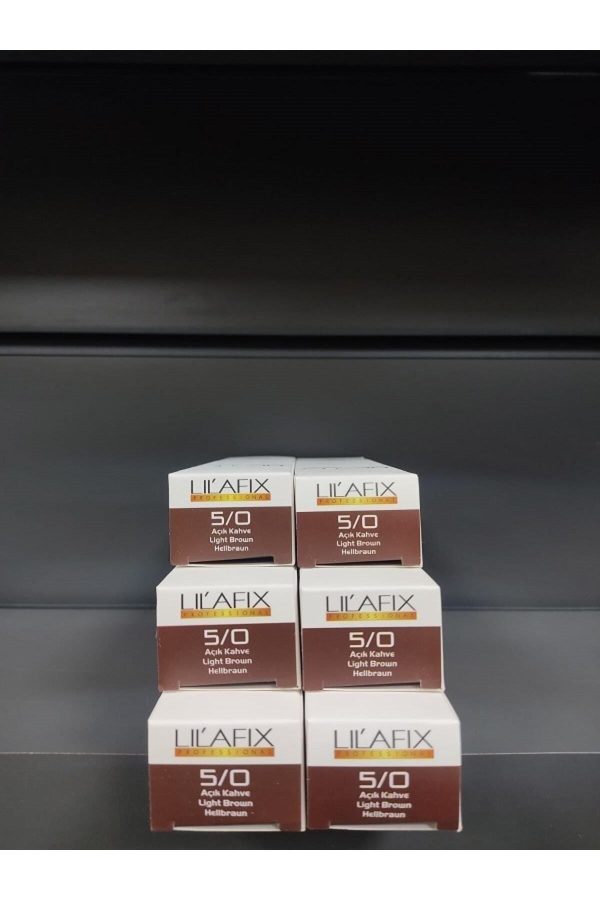 LIL'AFIX
PROFESSIONAL
5/0
Açık Kahve
Light Brown
Hellbraun
LIL'AFIX
PROFESSIONAL
5/0
Açık Kahve
Light Brown
Hellbraun
LIL'AFIX
PROFESSIONAL
5/0
Açık Kahve
Light Brown
Hellbraun
LIL'AFIX
PROFESSIONAL
5/0
Açık Kahve
Light Brown
Hellbraun
LIL'AFIX
PROFESSIONAL
5/0
Açık Kahve
Light Brown
Hellbraun
LIL'AFIX
PROFESSIONAL
5/0
Açık Kahve
Light Brown
Hellbraun